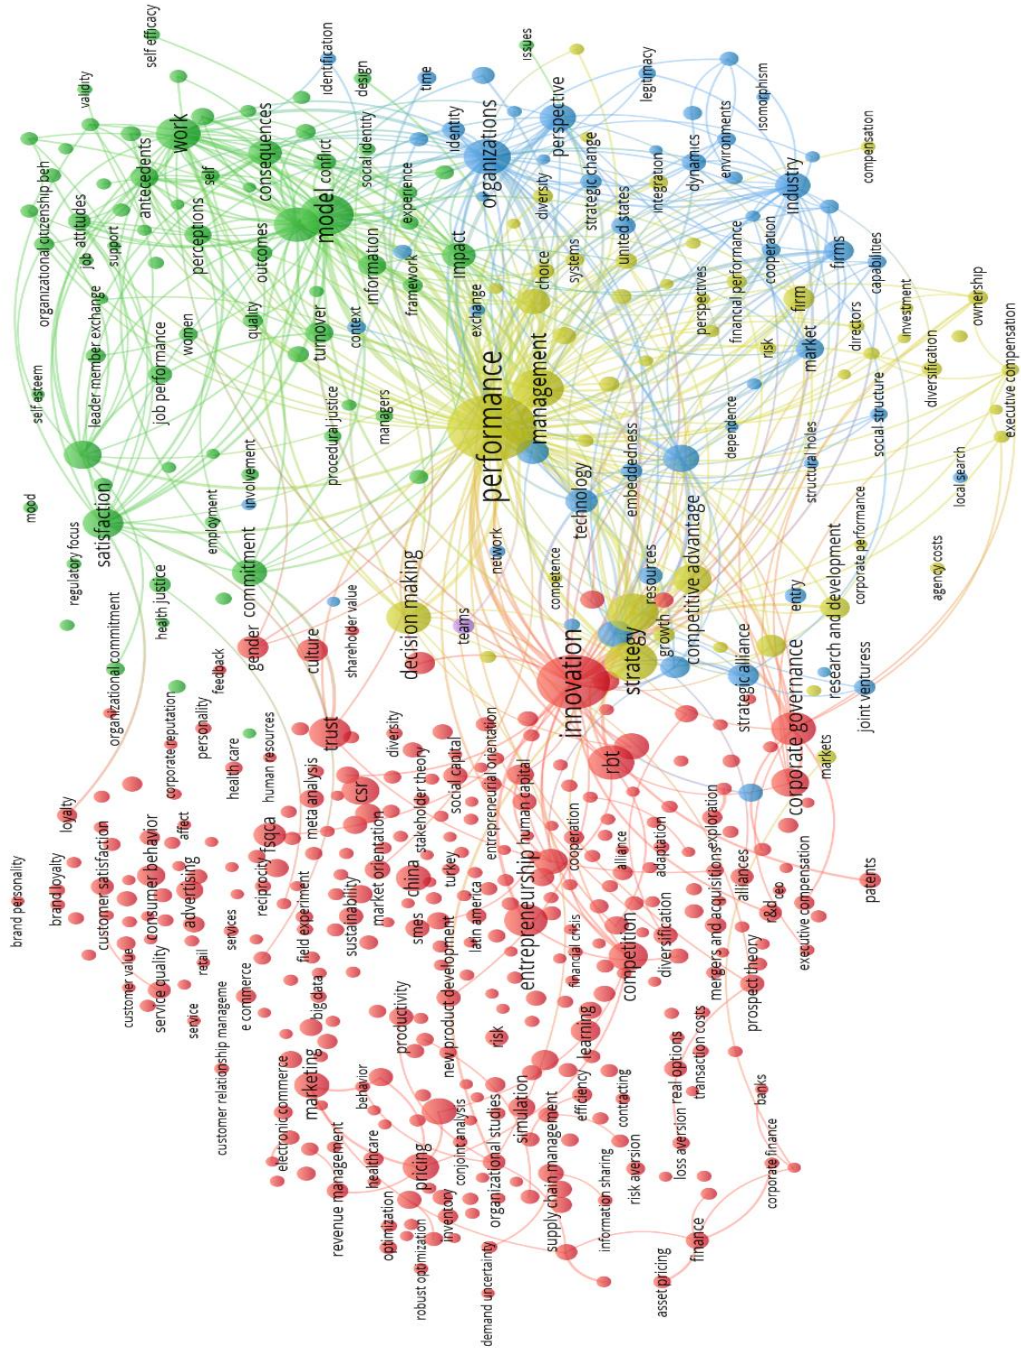 brand personality
mood
self esteem
organizational citizenship beh
brand loyalty
loyalty
regulatory focus
job attitudes
validity
customer satisfaction
satisfaction
leader member exchange
organizational commitment
support
customer value
consumer behavior
antecedents
self efficacy
service quality
health justice
job performance
corporate reputation
work
advertising
affect
women
service
retail
personality
perceptions
self
customer relationship manageme
services
feedback
employment
e commerce
health care
gender
commitment
involvement
quality
outcomes
consequences
reciprocity
fsqca
human resources
electronic commerce
field experiment
marketing
meta analysis
culture
turnover
model
conflict
identification
big data
revenue management
trust
procedural justice
sustainability
shareholder value
context
behavior
csr
social identity
design
healthcare
market orientation
information
optimization
managers
diversity
productivity
china
decision making
framework
experience
robust optimization
pricing
smes
stakeholder theory
time
inventory
new product development
turkey
social capital
impact
identity
conjoint analysis
teams
latin america
exchange
demand uncertainty
organizational studies
risk
entrepreneurial orientation
network
performance
organizations
simulation
entrepreneurship
human capital
issues
supply chain management
competence
management
choice
diversity
perspective
efficiency
learning
financial crisis
cooperation
innovation
technology
systems
strategic change
information sharing
contracting
alliance
rbt
risk aversion
competition
strategy
embeddedness
united states
legitimacy
asset pricing
adaptation
growth
resources
integration
loss aversion
real options
diversification
finance
transaction costs
competitive advantage
perspectives
dynamics
mergers and acquisitions
exploration
dependence
environments
financial performance
alliances
strategic alliance
prospect theory
banks
r&d
isomorphism
corporate finance
ceo
risk
cooperation
executive compensation
corporate governance
entry
industry
firm
structural holes
market
markets
research and development
firms
directors
corporate performance
joint venturess
patents
compensation
social structure
capabilities
investment
diversification
agency costs
local search
ownership
executive compensation